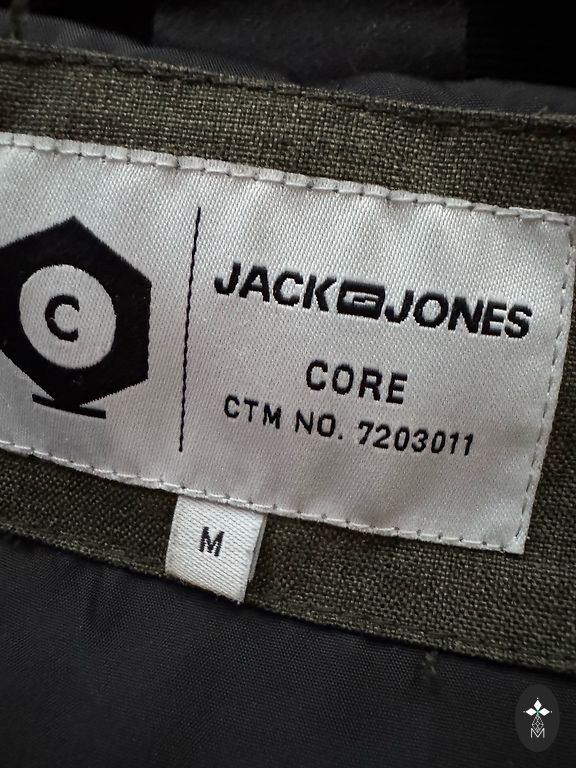 C
JACK JONES
CORE
CTM NO. 7203011
M
M